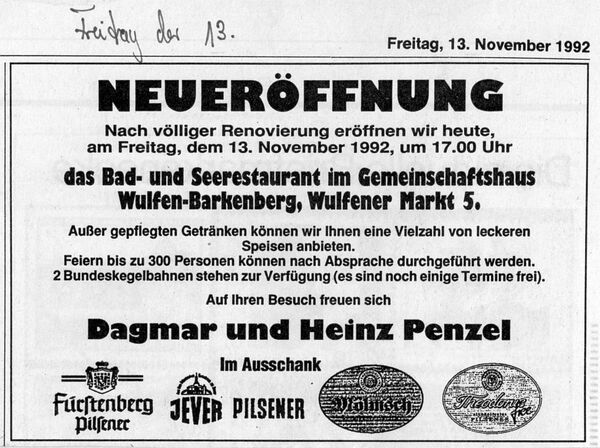 Freitag der 13.
Freitag, 13. November 1992
NEUERÖFFNUNG
Nach völliger Renovierung eröffnen wir heute,
am Freitag, dem 13. November 1992, um 17.00 Uhr
das Bad- und Seerestaurant im Gemeinschaftshaus
Wulfen-Barkenberg, Wulfener Markt 5.
Außer gepflegten Getränken können wir Ihnen eine Vielzahl von leckeren
Speisen anbieten.
Feiern bis zu 300 Personen können nach Absprache durchgeführt werden.
2 Bundeskegelbahnen stehen zur Verfügung (es sind noch einige Termine frei).
Auf Ihren Besuch freuen sich
Dagmar und Heinz Penzel
Im Ausschank
Fürstenberg
Pilsener
JEVER PILSENER